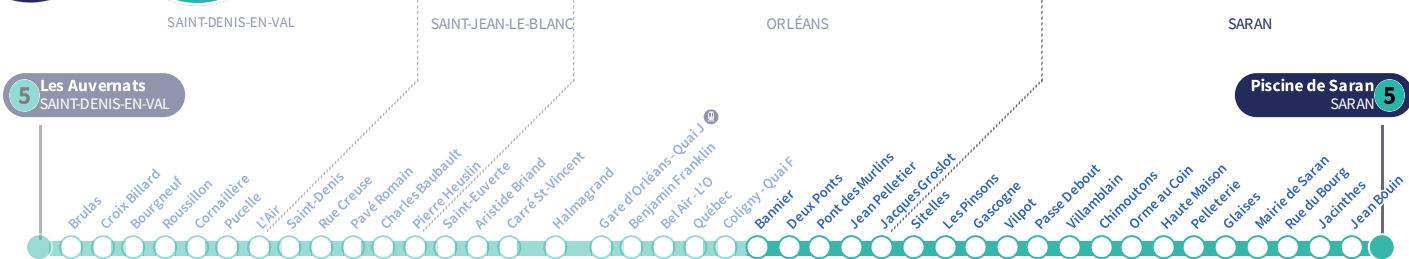 SAINT-DENIS-EN-VAL
SAINT-JEAN-LE-BLANC
ORLÉANS
SARAN
5
Les Auvernats
SAINT-DENIS-EN-VAL
Piscine de Saran
SARAN
5
Brulas
Croix Billard
Bourgneuf
Roussillon
Cornaillère
Pucelle
L'Air
Saint-Denis
Rue Creuse
Pavé Romain
Charles Baubault
Pierre Heuslin
Saint-Euverte
Aristide Briand
Carré St-Vincent
Halmagrand
Gare d'Orléans - Quai J
Benjamin Franklin
Bel Air - L'O
Québec
Coligny - Quai F
Bannier
Deux Ponts
Pont des Murlins
Jean Pelletier
Jacques Groslot
Sitelles
Les Pinsons
Gascogne
Vilpot
Passe Debout
Villamblain
Chimoutons
Orme au Coin
Haute Maison
Pelleterie
Glaises
Mairie de Saran
Rue du Bourg
Jacinthes
Jean Bouin